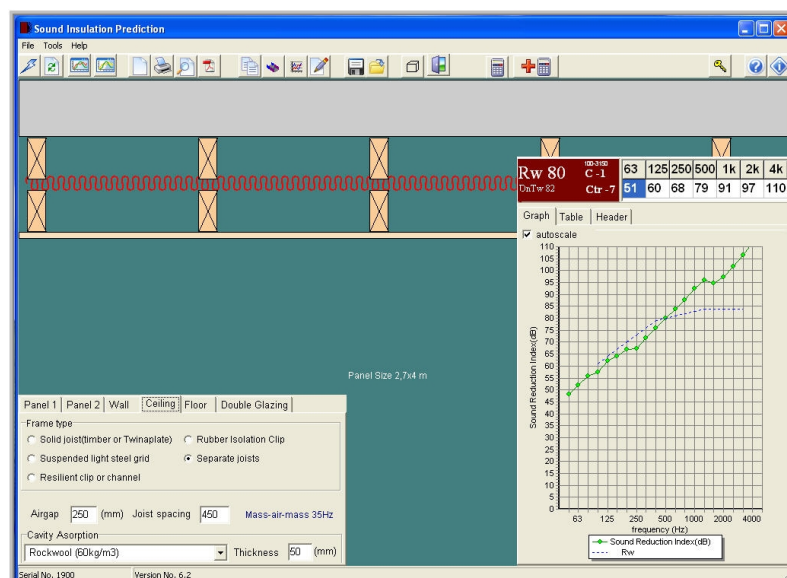 Sound Insulation Prediction
File Tools Help
Rw 80
100-3150
C -1
DnTw 82
Ctr -7
63 125 250 500 1k 2k 4k
51 60 68 79 91 97 110
Graph Table Header
autoscale
110
105
100
95
90
85
80
75
70
65
60
55
50
45
40
35
30
25
20
15
10
5
0
Sound Reduction Index(dB)
63 125 250 500 1000 2000 4000
frequency (Hz)
Sound Reduction Index(dB)
Rw
Panel Size 2,7x4 m
Panel 1 Panel 2 Wall Ceiling Floor Double Glazing
Frame type
Solid joist(timber or Twinaplate) Rubber Isolation Clip
Suspended light steel grid Separate joists
Resilient clip or channel
Airgap 250 (mm) Joist spacing 450 Mass-air-mass 35Hz
Cavity Asorption
Rockwool (60kg/m3) Thickness 50 (mm)
Serial No. 1900 Version No. 6.2